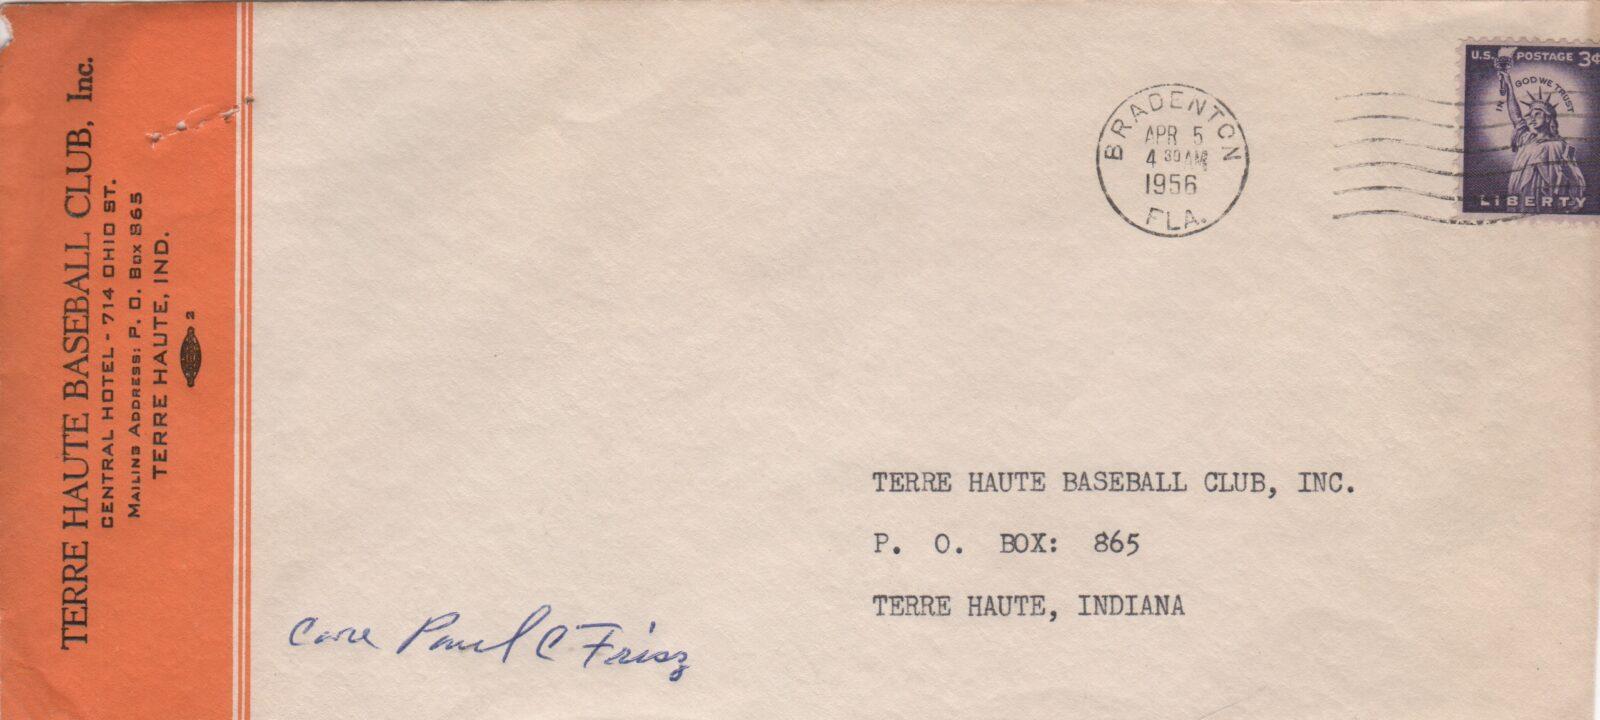 TERRE HAUTE BASEBALL CLUB, Inc.
CENTRAL HOTEL - 714 OHIO ST.
MAILING ADDRESS: P. O. Box 865
TERRE HAUTE, IND.
2
BRADENTON
APR 5
4 30 AM
1956
FLA.
U.S. POSTAGE 3¢
IN GOD WE TRUST
LIBERTY
TERRE HAUTE BASEBALL CLUB, INC.
P. O. BOX: 865
TERRE HAUTE, INDIANA
Care Paul C Frisz